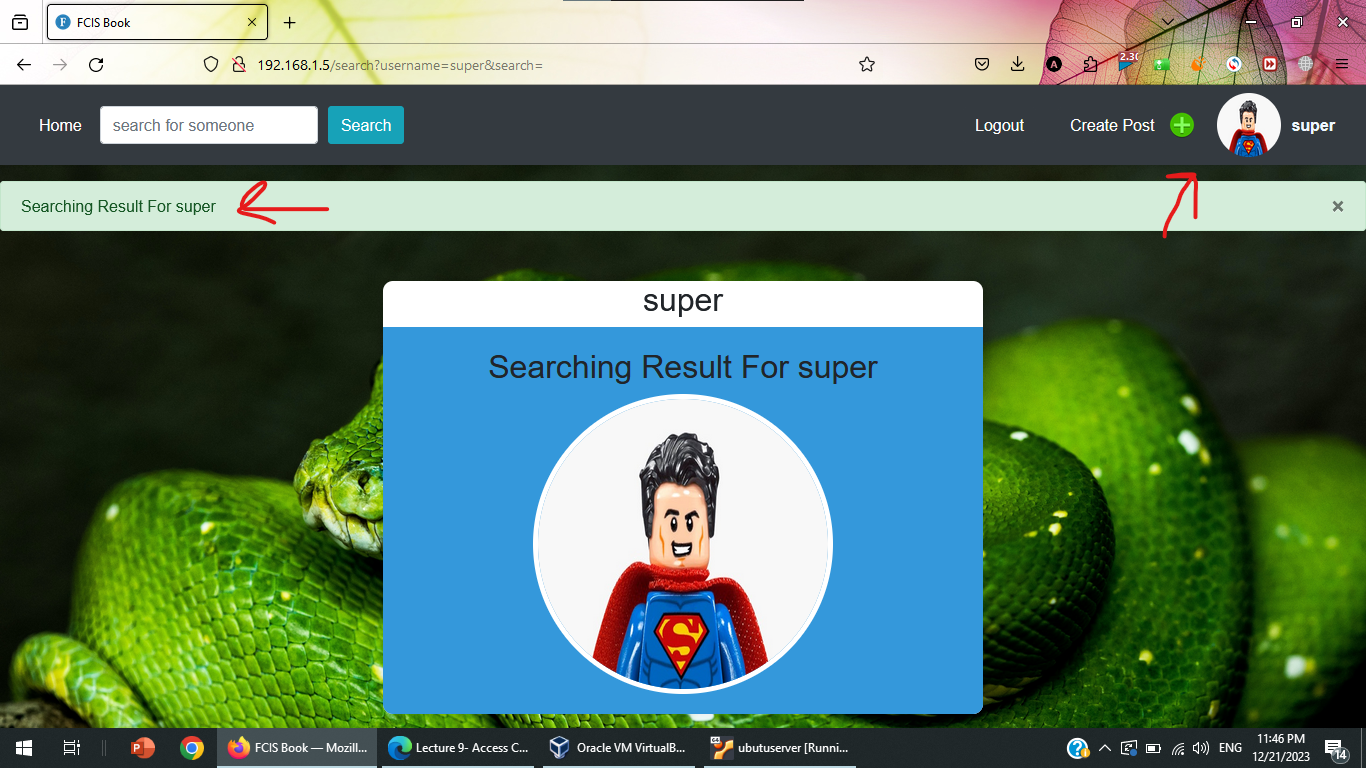 FCIS Book
192.168.1.5/search?username=super&search=
2.30
Home
search for someone
Search
Logout
Create Post
super
Searching Result For super
×
super
Searching Result For super
FCIS Book — Mozill...
Lecture 9- Access C...
Oracle VM VirtualB...
ubutuserver [Runni...
ENG
11:46 PM
12/21/2023
14